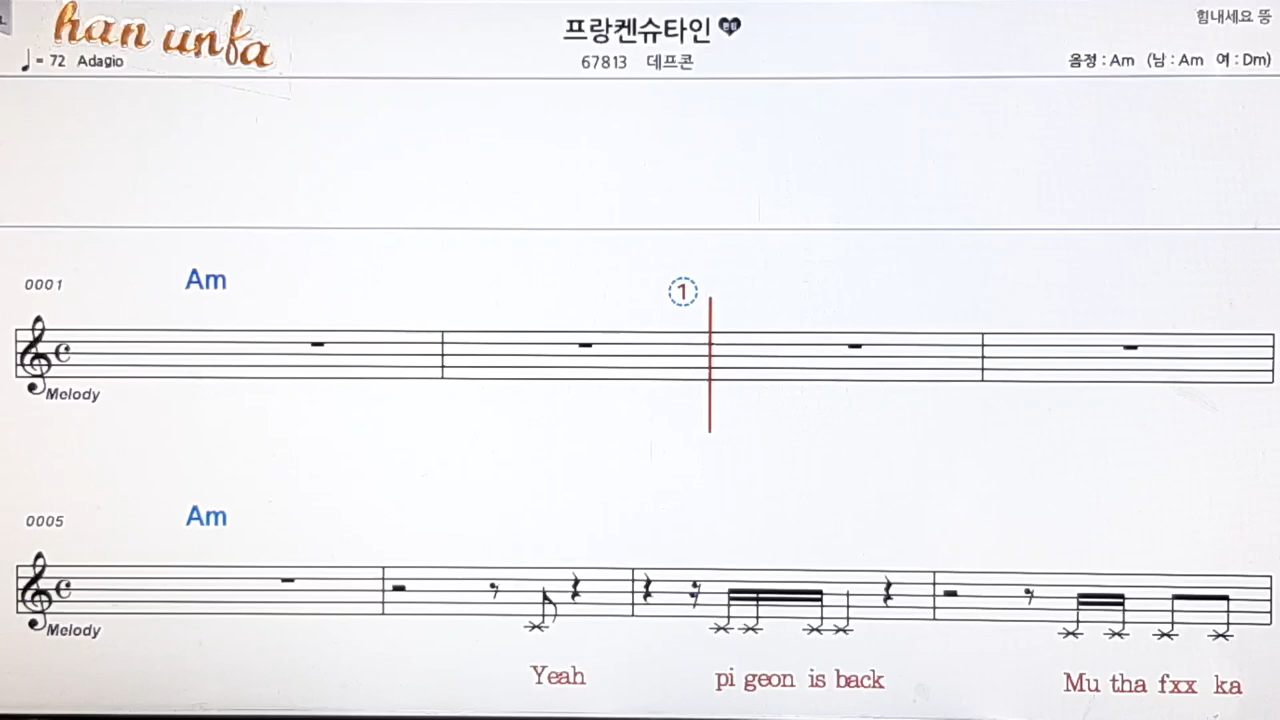 han unfa
프랑켄슈타인
힘내세요 뚱
♩ = 72 Adagio
67813 데프콘
음정 : Am (남 : Am 여 : Dm)
0001 Am
1
Melody
0005 Am
Melody
Yeah pi geon is back Mu tha fxx ka